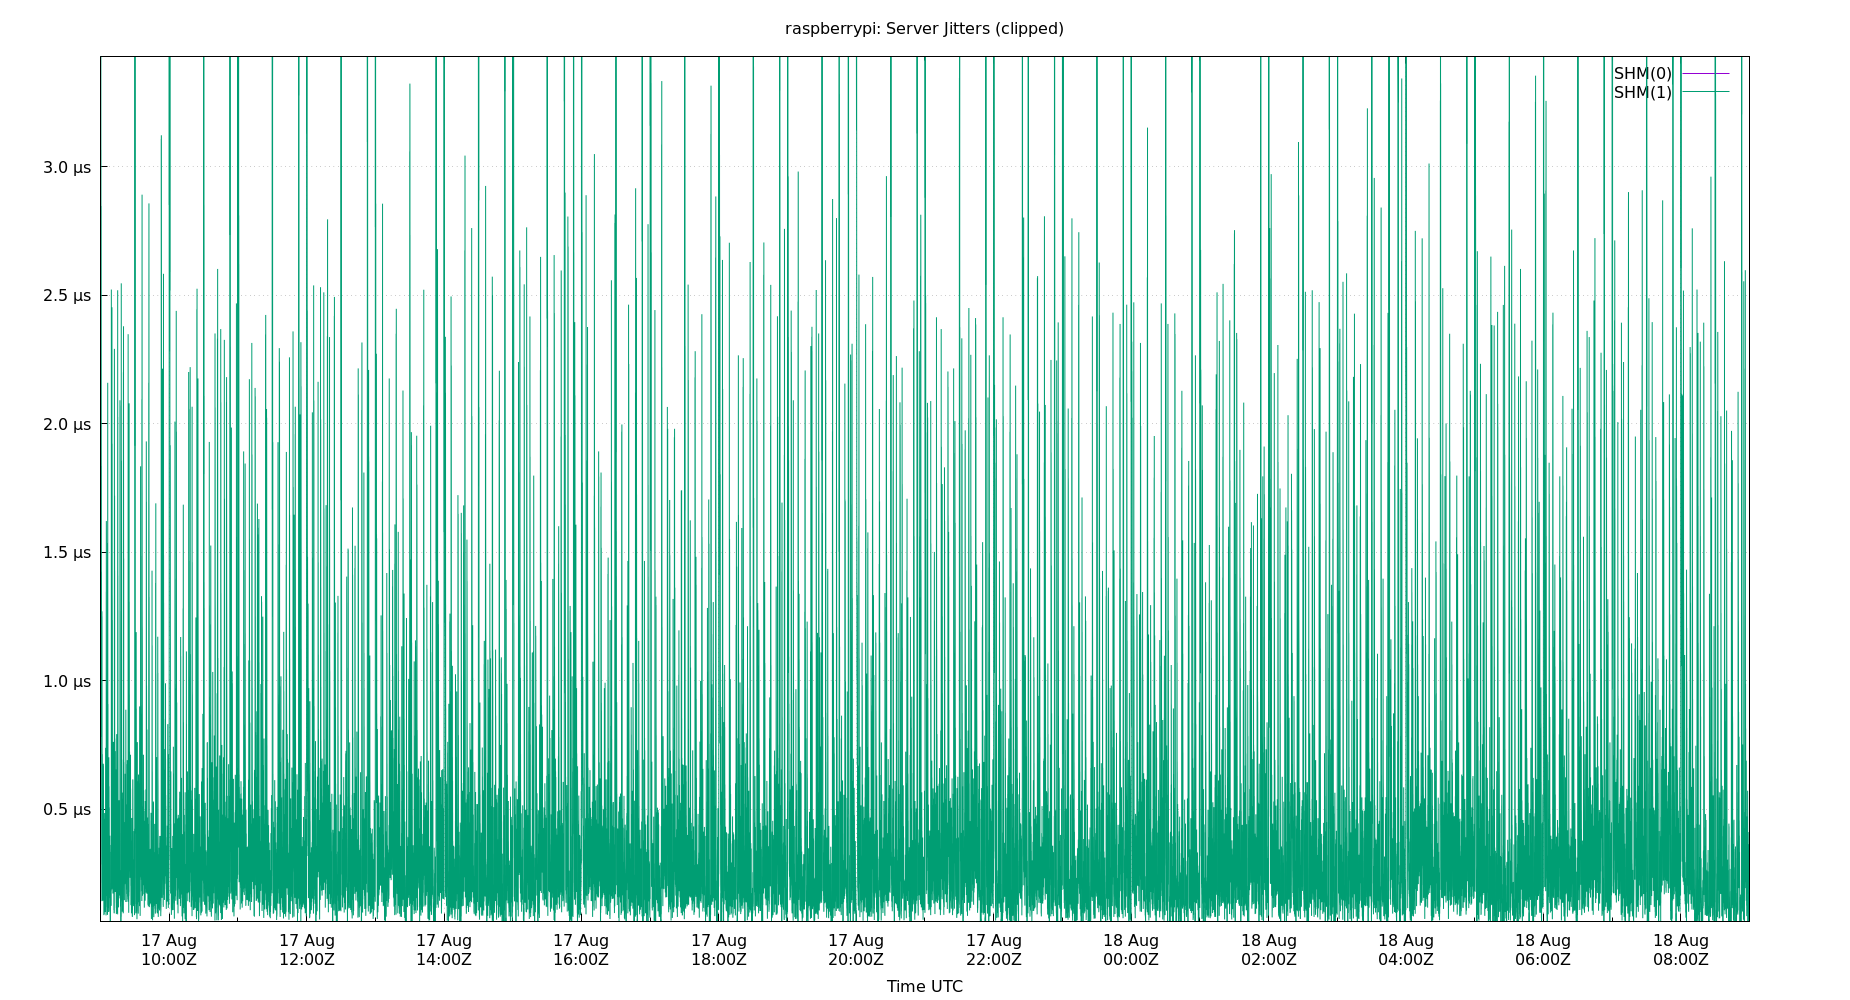 raspberrypi: Server Jitters (clipped)
SHM(0)
SHM(1)
3.0 µs
2.5 µs
2.0 µs
1.5 µs
1.0 µs
0.5 µs
17 Aug 17 Aug 17 Aug 17 Aug 17 Aug 17 Aug 17 Aug 18 Aug 18 Aug 18 Aug 18 Aug 18 Aug
10:00Z 12:00Z 14:00Z 16:00Z 18:00Z 20:00Z 22:00Z 00:00Z 02:00Z 04:00Z 06:00Z 08:00Z
Time UTC